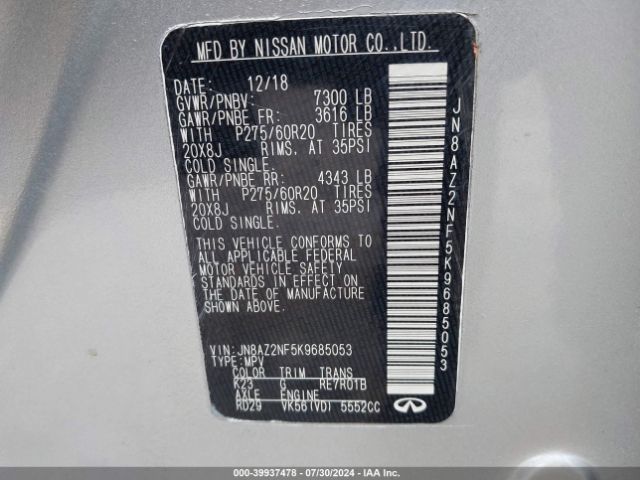 MFD BY NISSAN MOTOR CO.,LTD.
DATE: 12/18
GVWR/PNBV: 7300 LB
GAWR/PNBE FR: 3616 LB
WITH P275/60R20 TIRES
20X8J RIMS. AT 35PSI
COLD SINGLE.
GAWR/PNBE RR: 4343 LB
WITH P275/60R20 TIRES
20X8J RIMS. AT 35PSI
COLD SINGLE.
THIS VEHICLE CONFORMS TO
ALL APPLICABLE FEDERAL
MOTOR VEHICLE SAFETY
STANDARDS IN EFFECT ON
THE DATE OF MANUFACTURE
SHOWN ABOVE.
VIN: JN8AZ2NF5K9685053
TYPE: MPV
COLOR TRIM TRANS
K23 G RE7R01B
AXLE ENGINE
RD29 VK56(VD) 5552CC
JN8AZ2NF5K9685053
INFINITI
000-39937478 - 07/30/2024 - IAA Inc.